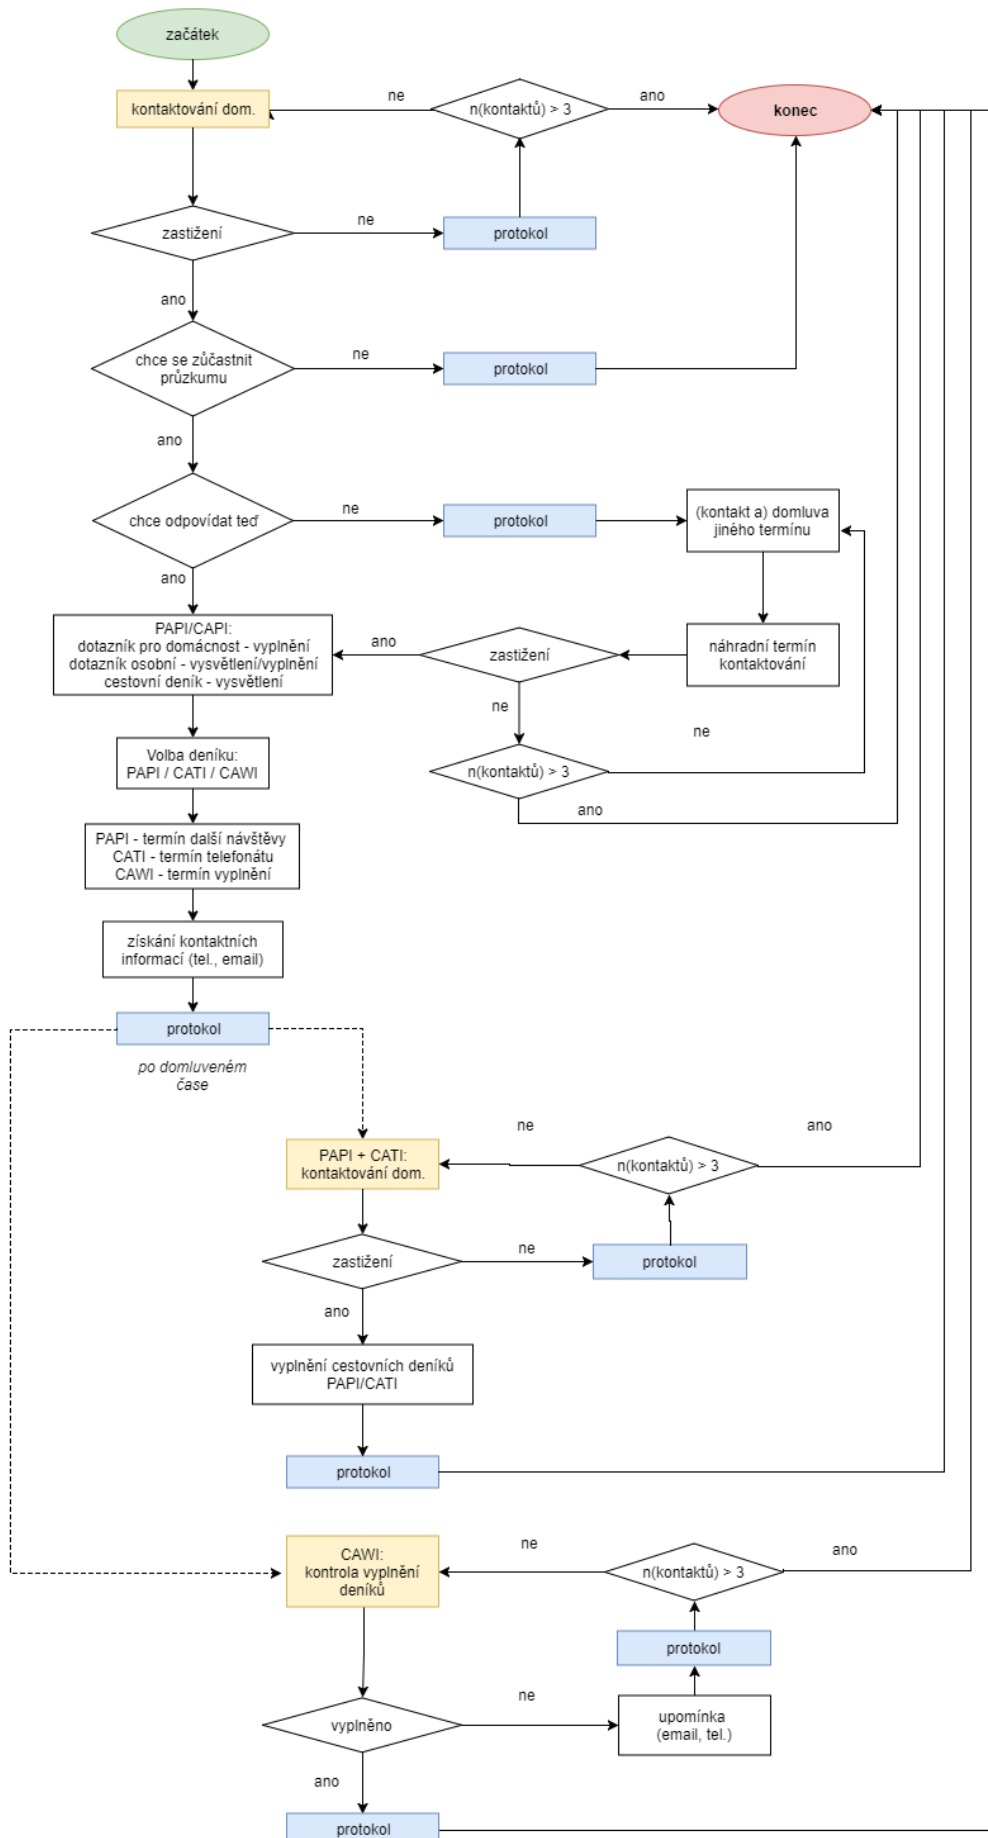 začátek
kontaktování dom.
ne
n(kontaktů) > 3
ano
konec
zastižení
ne
protokol
ano
chce se zúčastnit
průzkumu
ne
protokol
ano
chce odpovídat teď
ne
protokol
(kontakt a) domluva
jiného termínu
ano
PAPI/CAPI:
dotazník pro domácnost - vyplnění
dotazník osobní - vysvětlení/vyplnění
cestovní deník - vysvětlení
ano
zastižení
náhradní termín
kontaktování
ne
ne
n(kontaktů) > 3
ano
Volba deníku:
PAPI / CATI / CAWI
PAPI - termín další návštěvy
CATI - termín telefonátu
CAWI - termín vyplnění
získání kontaktních
informací (tel., email)
protokol
po domluveném
čase
PAPI + CATI:
kontaktování dom.
ne
n(kontaktů) > 3
ano
zastižení
ne
protokol
ano
vyplnění cestovních deníků
PAPI/CATI
protokol
CAWI:
kontrola vyplnění
deníků
ne
n(kontaktů) > 3
ano
protokol
vyplněno
ne
upomínka
(email, tel.)
ano
protokol